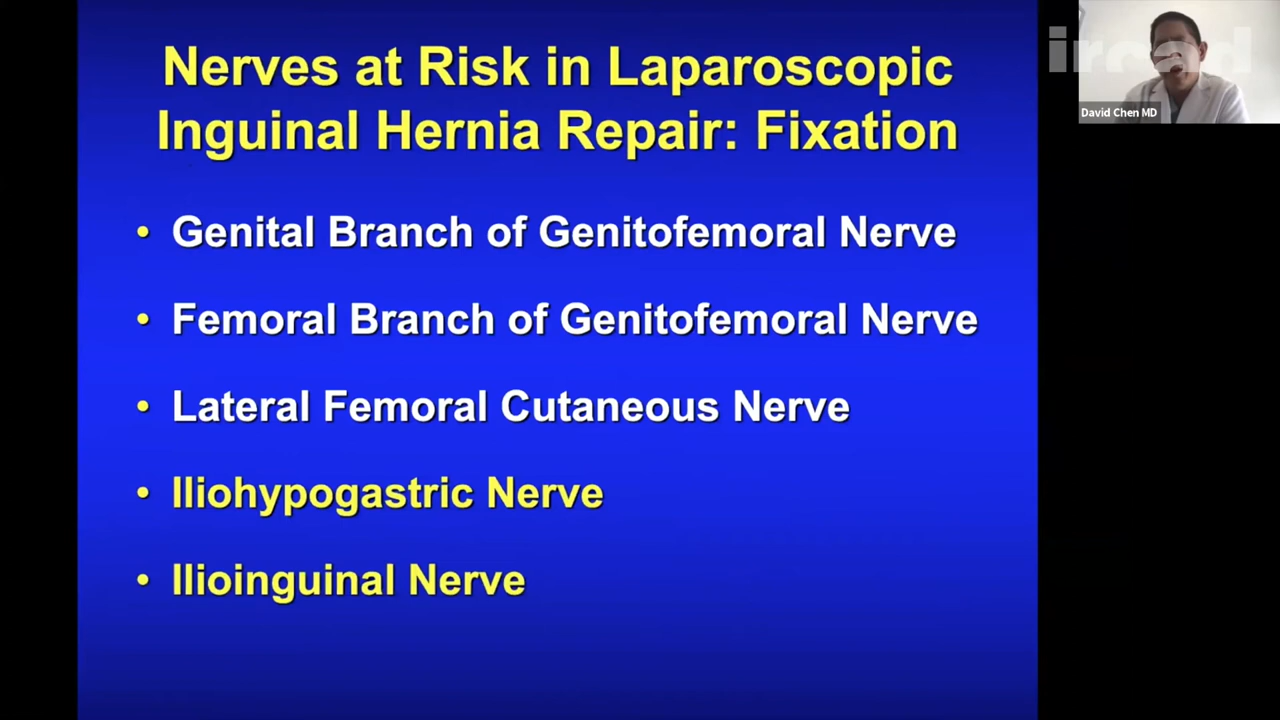 Nerves at Risk in Laparoscopic
Inguinal Hernia Repair: Fixation
• Genital Branch of Genitofemoral Nerve
• Femoral Branch of Genitofemoral Nerve
• Lateral Femoral Cutaneous Nerve
• Iliohypogastric Nerve
• Ilioinguinal Nerve
ircad
David Chen MD